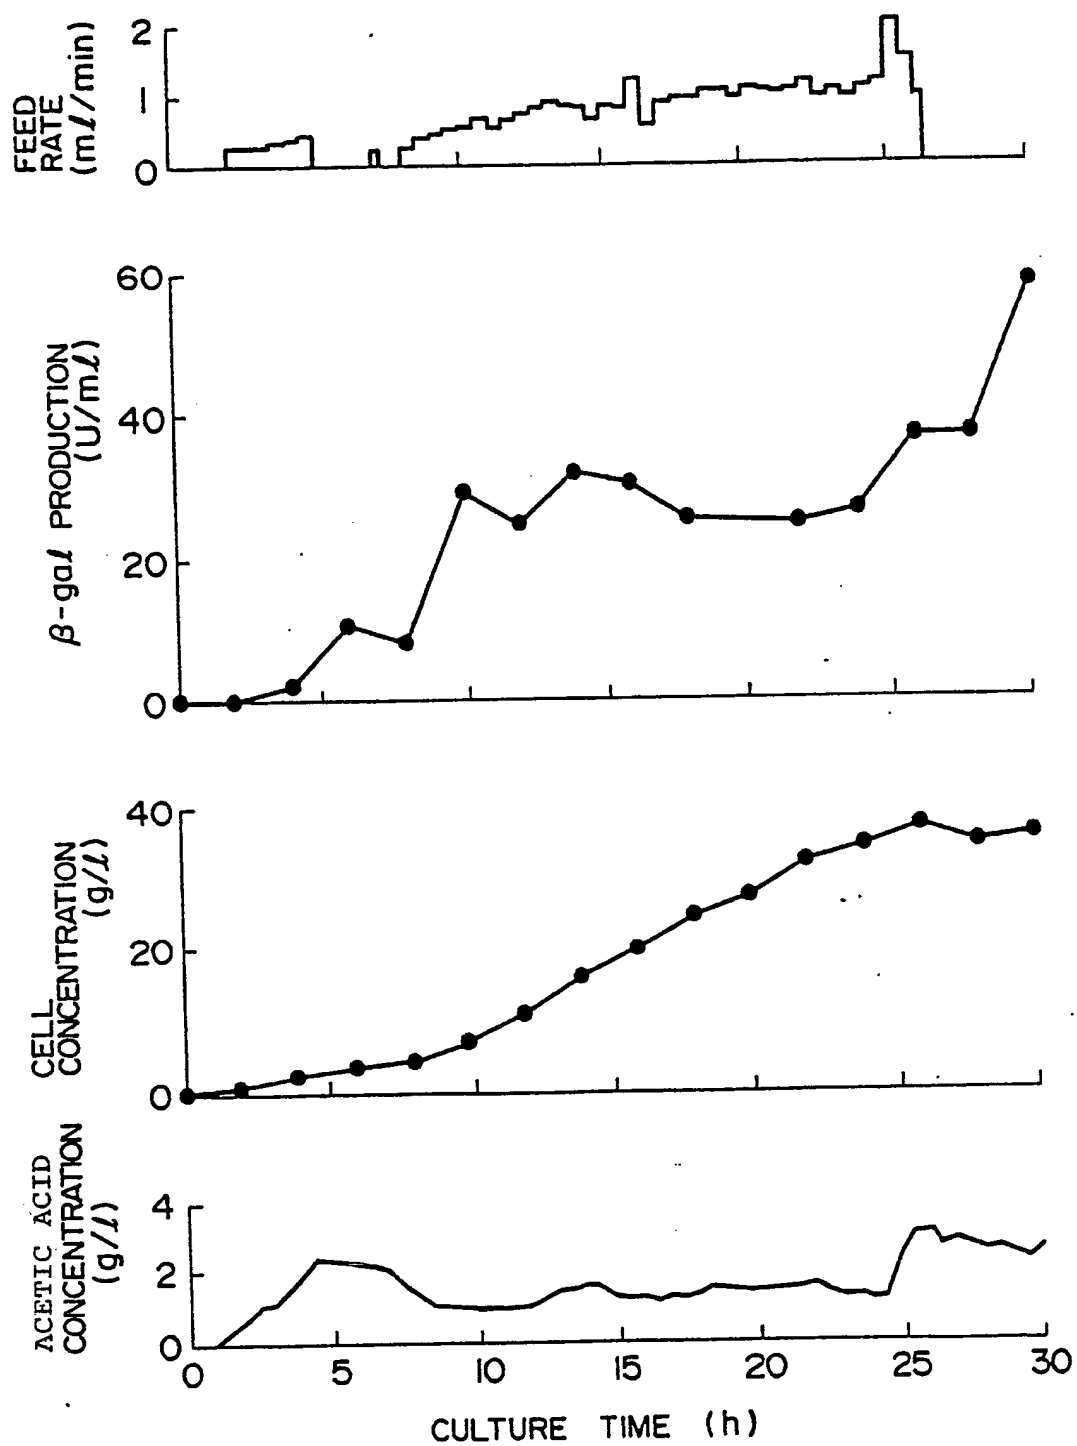 FEED
RATE
(mℓ/min)
2
1
0
β-gaℓ PRODUCTION
(U/mℓ)
60
40
20
0
CELL
CONCENTRATION
(g/ℓ)
40
20
0
ACETIC ACID
CONCENTRATION
(g/ℓ)
4
2
0
0 5 10 15 20 25 30
CULTURE TIME (h)